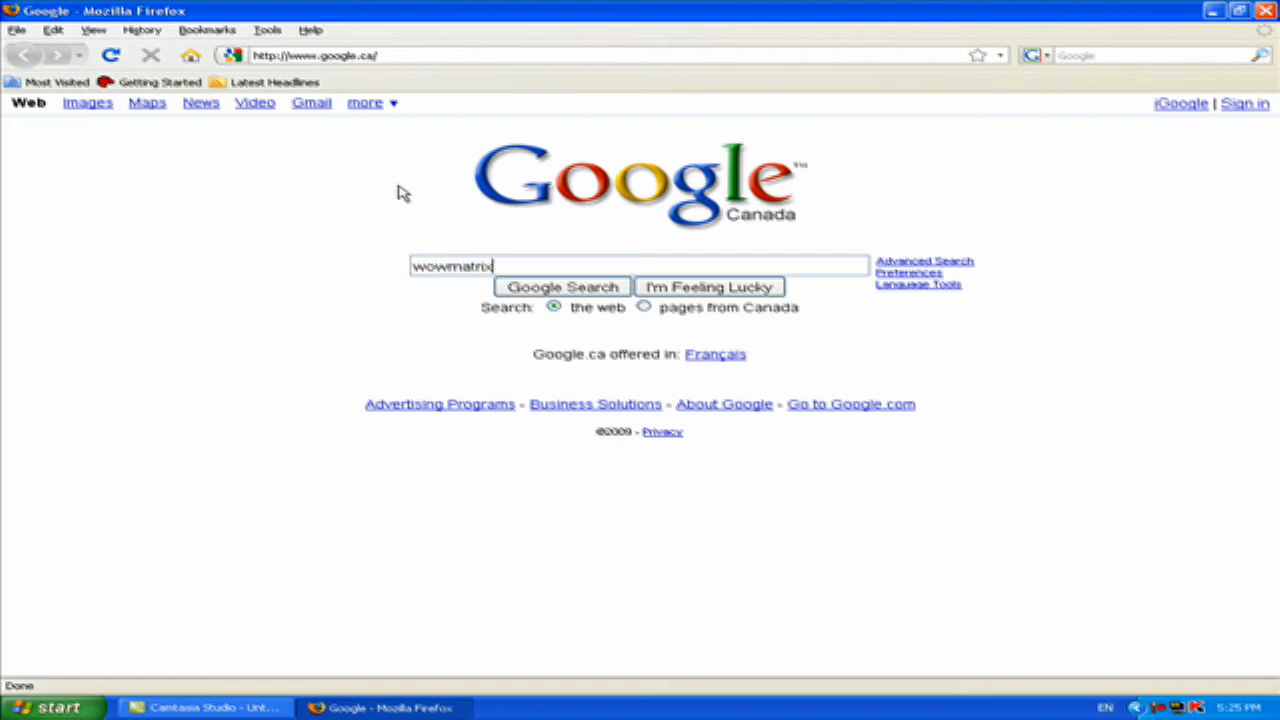 Google - Mozilla Firefox
File Edit View History Bookmarks Tools Help
http://www.google.ca/ Google
Most Visited Getting Started Latest Headlines
Web Images Maps News Video Gmail more ▼ iGoogle | Sign in
Google™
Canada
wowmatrix
Advanced Search
Preferences
Language Tools
Google Search I'm Feeling Lucky
Search: the web pages from Canada
Google.ca offered in: Français
Advertising Programs - Business Solutions - About Google - Go to Google.com
©2009 - Privacy
Done
start Camtasia Studio - Unt... Google - Mozilla Firefox EN 5:25 PM